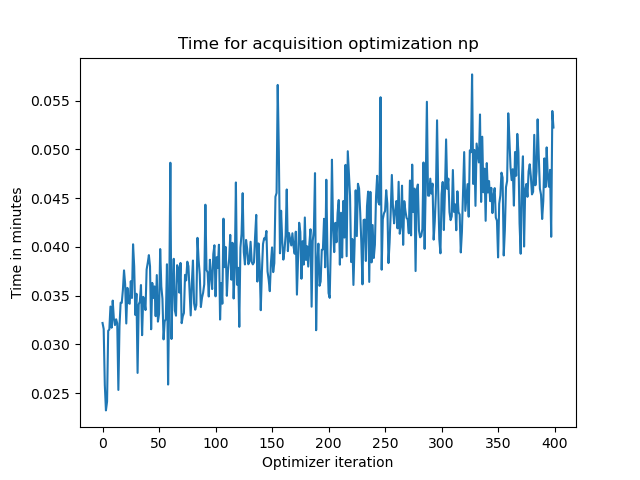 Time for acquisition optimization np
0.055
0.050
0.045
0.040
0.035
0.030
0.025
Time in minutes
0 50 100 150 200 250 300 350 400
Optimizer iteration